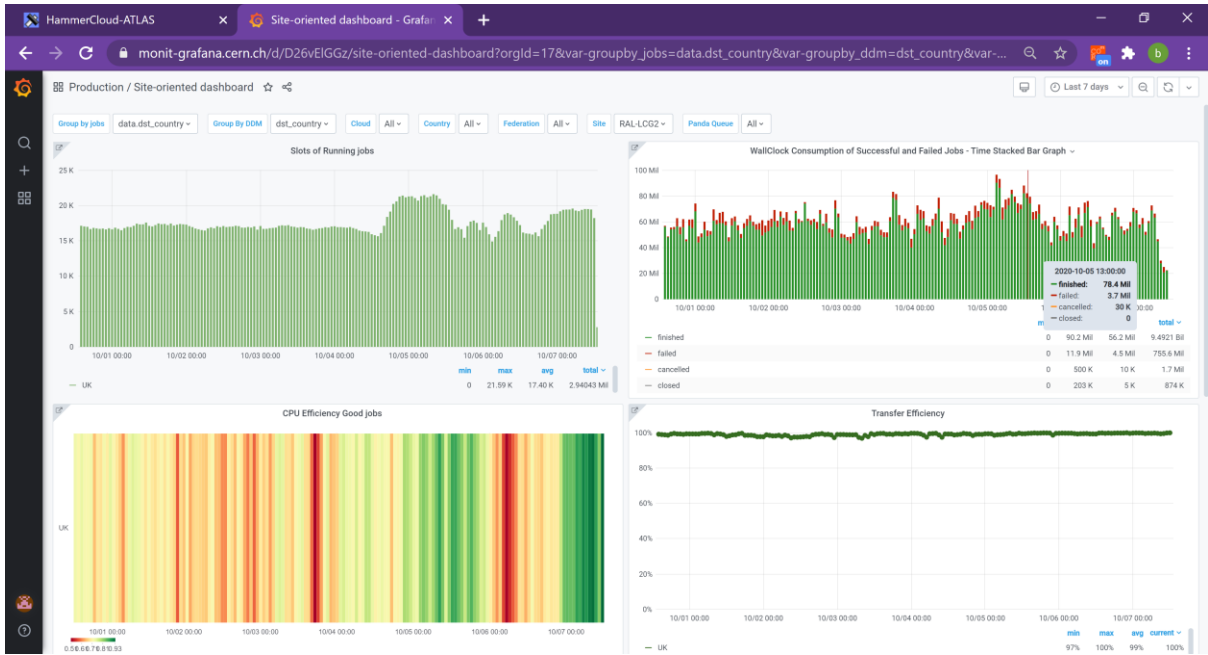 HammerCloud-ATLAS
Site-oriented dashboard - Grafan
monit-grafana.cern.ch/d/D26vElGGz/site-oriented-dashboard?orgId=17&var-groupby_jobs=data.dst_country&var-groupby_ddm=dst_country&var-...
on
b
Production / Site-oriented dashboard
Last 7 days
Group by jobs data.dst_country Group By DDM dst_country Cloud All Country All Federation All Site RAL-LCG2 Panda Queue All
Slots of Running jobs
25 K
20 K
15 K
10 K
5 K
0
10/01 00:00 10/02 00:00 10/03 00:00 10/04 00:00 10/05 00:00 10/06 00:00 10/07 00:00
min max avg total
UK 0 21.59 K 17.40 K 2.94043 Mil
WallClock Consumption of Successful and Failed Jobs - Time Stacked Bar Graph
100 Mil
80 Mil
60 Mil
40 Mil
20 Mil
0
10/01 00:00 10/02 00:00 10/03 00:00 10/04 00:00 10/05 00:00
2020-10-05 13:00:00
finished: 78.4 Mil
failed: 3.7 Mil
cancelled: 30 K
closed: 0
total
finished 0 90.2 Mil 56.2 Mil 9.4921 Bil
failed 0 11.9 Mil 4.5 Mil 755.6 Mil
cancelled 0 500 K 10 K 1.7 Mil
closed 0 203 K 5 K 874 K
CPU Efficiency Good jobs
UK
10/01 00:00 10/02 00:00 10/03 00:00 10/04 00:00 10/05 00:00 10/06 00:00 10/07 00:00
Transfer Efficiency
100%
80%
60%
40%
20%
0%
10/01 00:00 10/02 00:00 10/03 00:00 10/04 00:00 10/05 00:00 10/06 00:00 10/07 00:00
min max avg current
UK 97% 100% 99% 100%